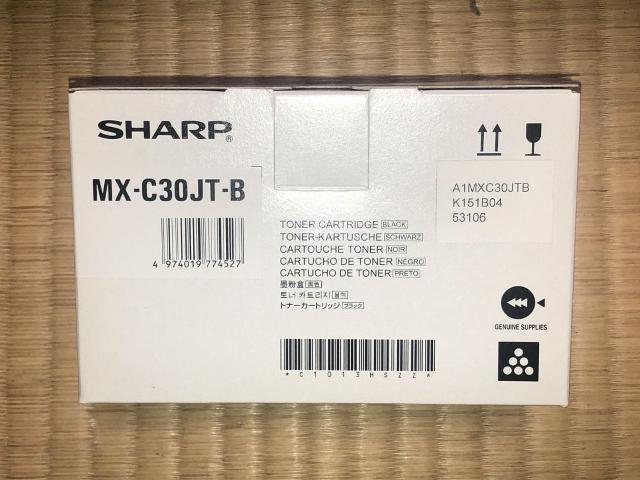 SHARP®
MX-C30JT-B
4 974019 774527
A1MXC30JTB
K151B04
53106
TONER CARTRIDGE BLACK
TONER-KARTUSCHE SCHWARZ
CARTOUCHE TONER NOIR
CARTUCHO DE TONER NEGRO
CARTUCHO DE TONER PRETO
墨粉盒 黑色
토너 카트리지 블랙
トナーカートリッジ ブラック
*C1013HSZZ*
GENUINE SUPPLIES